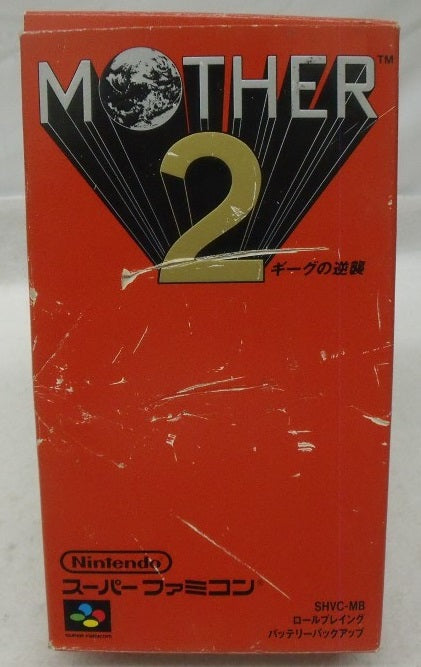 MOTHER™
2
ギーグの逆襲
Nintendo
スーパーファミコン®
SUPER FAMICOM
SHVC-MB
ロールプレイング
バッテリーバックアップ